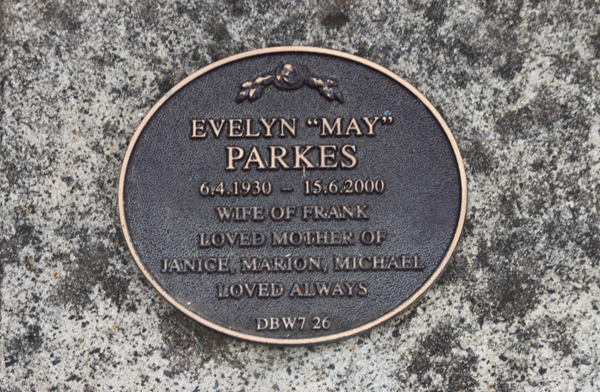 EVELYN “MAY”
PARKES
6.4.1930 – 15.6.2000
WIFE OF FRANK
LOVED MOTHER OF
JANICE, MARION, MICHAEL
LOVED ALWAYS
DBW7 26